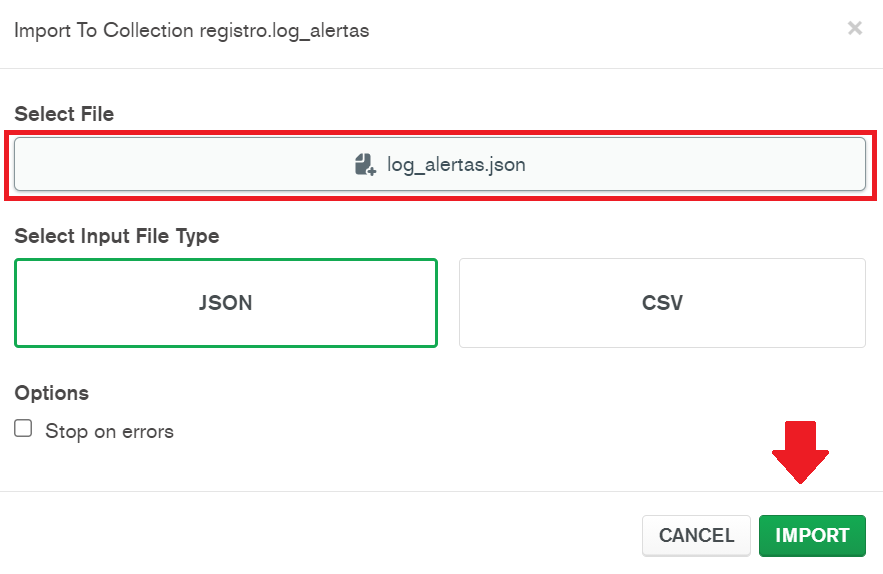 Import To Collection registro.log_alertas
×
Select File
log_alertas.json
Select Input File Type
JSON CSV
Options
Stop on errors
CANCEL IMPORT